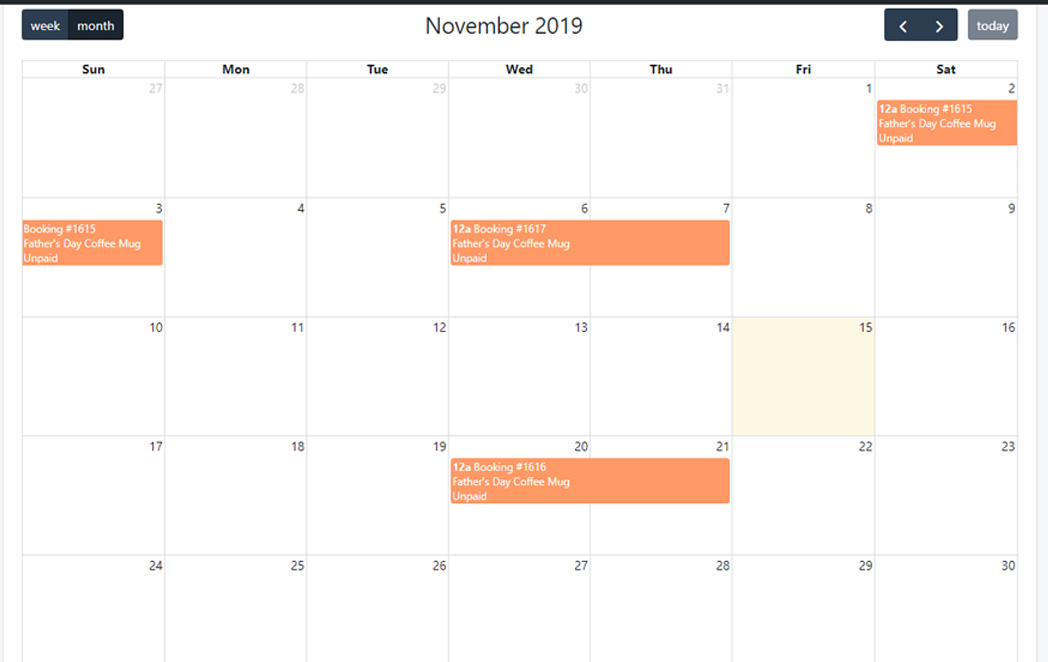 week month November 2019 today
Sun Mon Tue Wed Thu Fri Sat
27 28 29 30 31 1 2
12a Booking #1615
Father's Day Coffee Mug
Unpaid
3 4 5 6 7 8 9
Booking #1615
Father's Day Coffee Mug
Unpaid
12a Booking #1617
Father's Day Coffee Mug
Unpaid
10 11 12 13 14 15 16
17 18 19 20 21 22 23
12a Booking #1616
Father's Day Coffee Mug
Unpaid
24 25 26 27 28 29 30